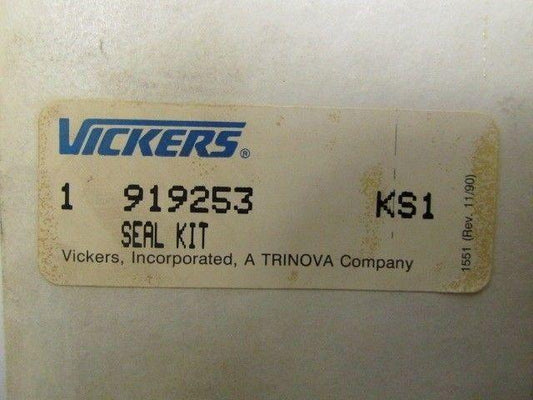 VICKERS®
1 919253 KS1
SEAL KIT
Vickers, Incorporated, A TRINOVA Company
1551 (Rev. 11/90)